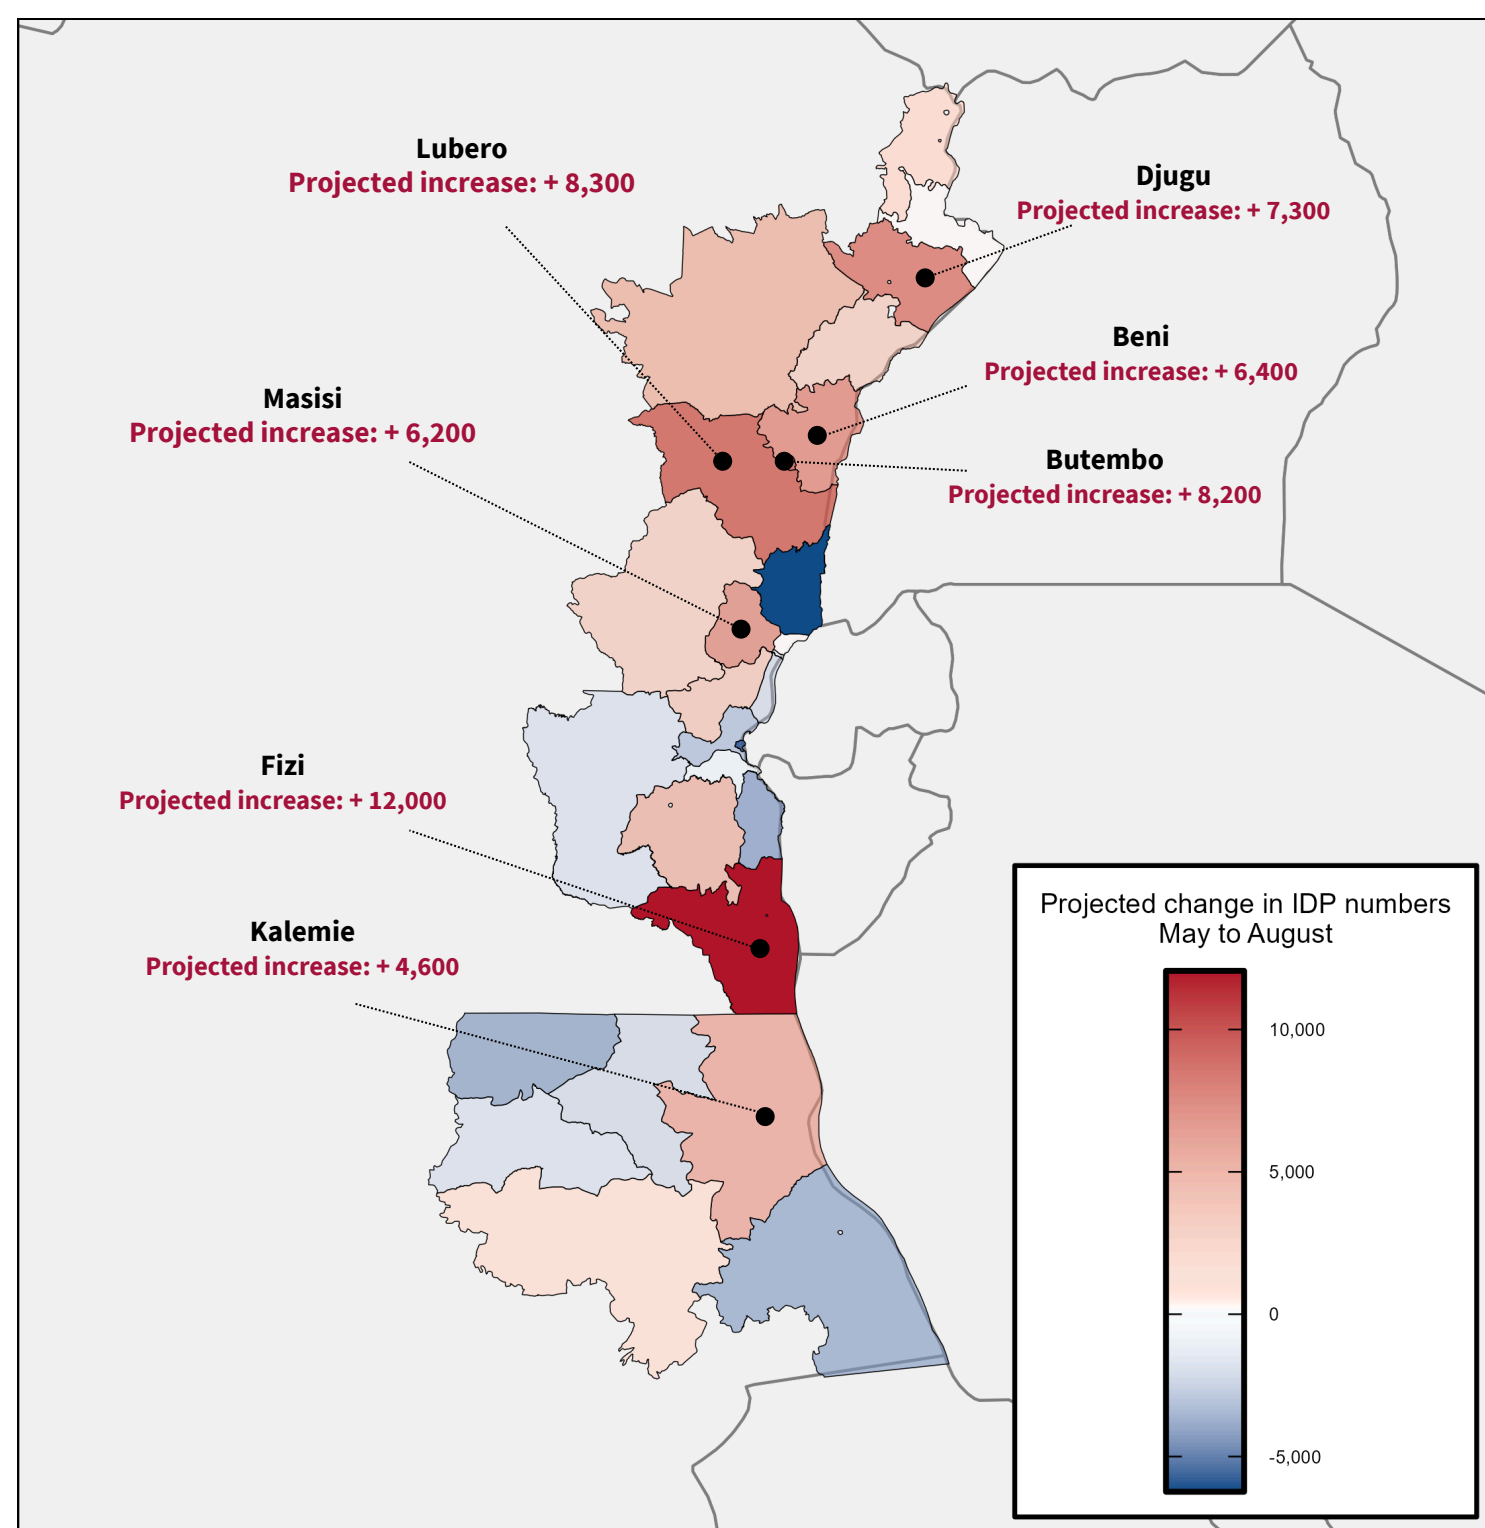 Lubero
Projected increase: + 8,300
Djugu
Projected increase: + 7,300
Beni
Projected increase: + 6,400
Masisi
Projected increase: + 6,200
Butembo
Projected increase: + 8,200
Fizi
Projected increase: + 12,000
Kalemie
Projected increase: + 4,600
Projected change in IDP numbers
May to August
10,000
5,000
0
-5,000